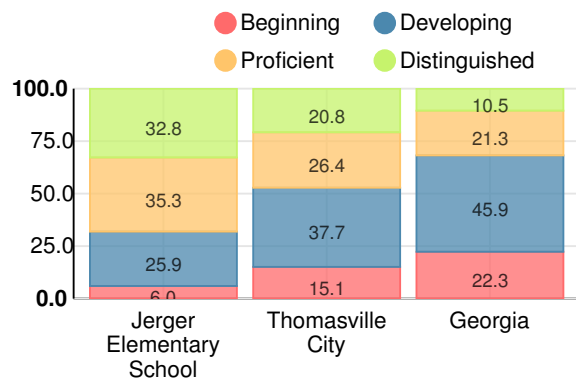 Beginning Developing
Proficient Distinguished
100.0
75.0
50.0
25.0
0.0
32.8
35.3
25.9
6.0
20.8
26.4
37.7
15.1
10.5
21.3
45.9
22.3
Jerger
Elementary
School
Thomasville
City
Georgia